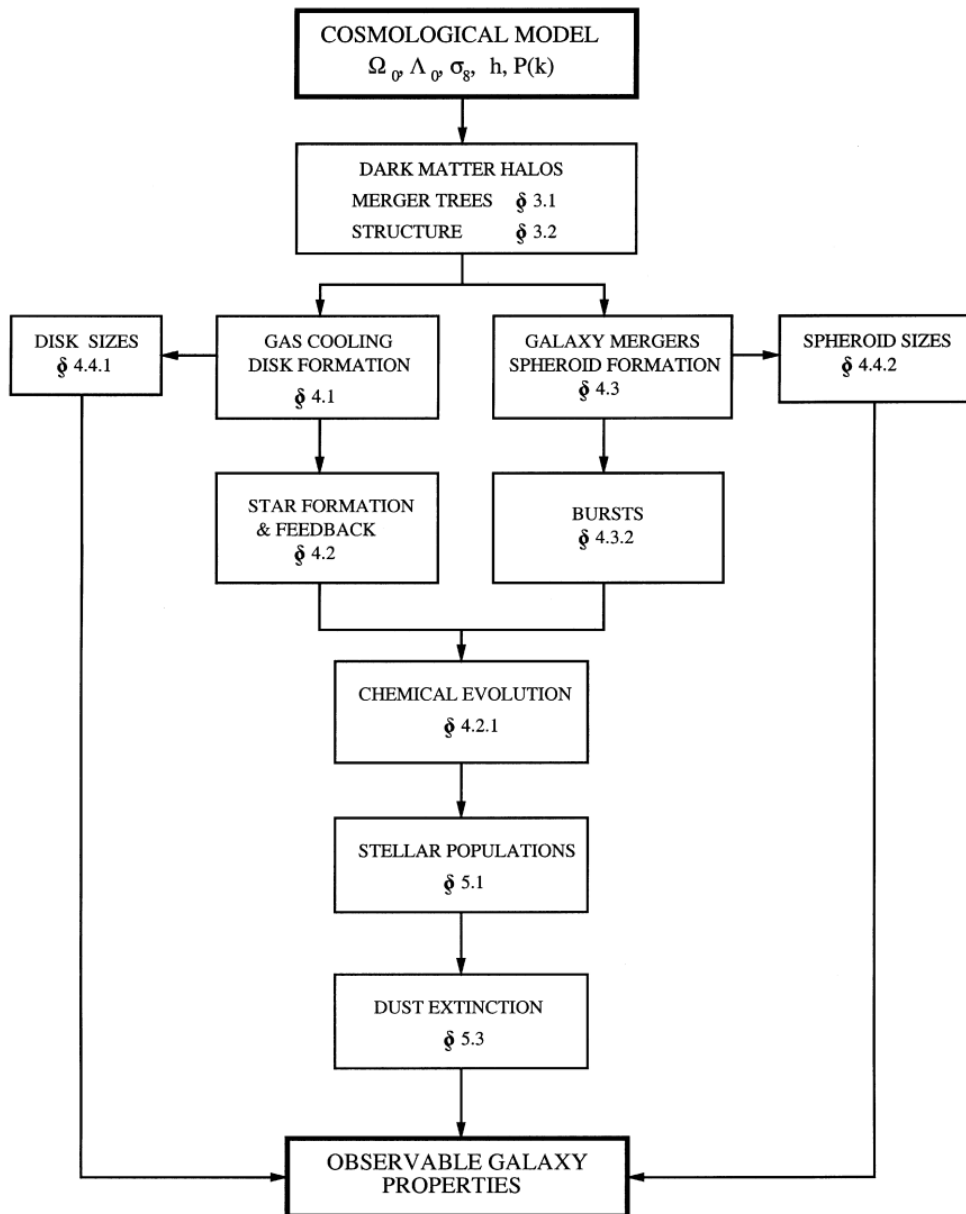 COSMOLOGICAL MODEL
Ω₀, Λ₀, σ₈, h, P(k)
DARK MATTER HALOS
MERGER TREES § 3.1
STRUCTURE § 3.2
DISK SIZES
§ 4.4.1
GAS COOLING
DISK FORMATION
§ 4.1
GALAXY MERGERS
SPHEROID FORMATION
§ 4.3
SPHEROID SIZES
§ 4.4.2
STAR FORMATION
& FEEDBACK
§ 4.2
BURSTS
§ 4.3.2
CHEMICAL EVOLUTION
§ 4.2.1
STELLAR POPULATIONS
§ 5.1
DUST EXTINCTION
§ 5.3
OBSERVABLE GALAXY
PROPERTIES